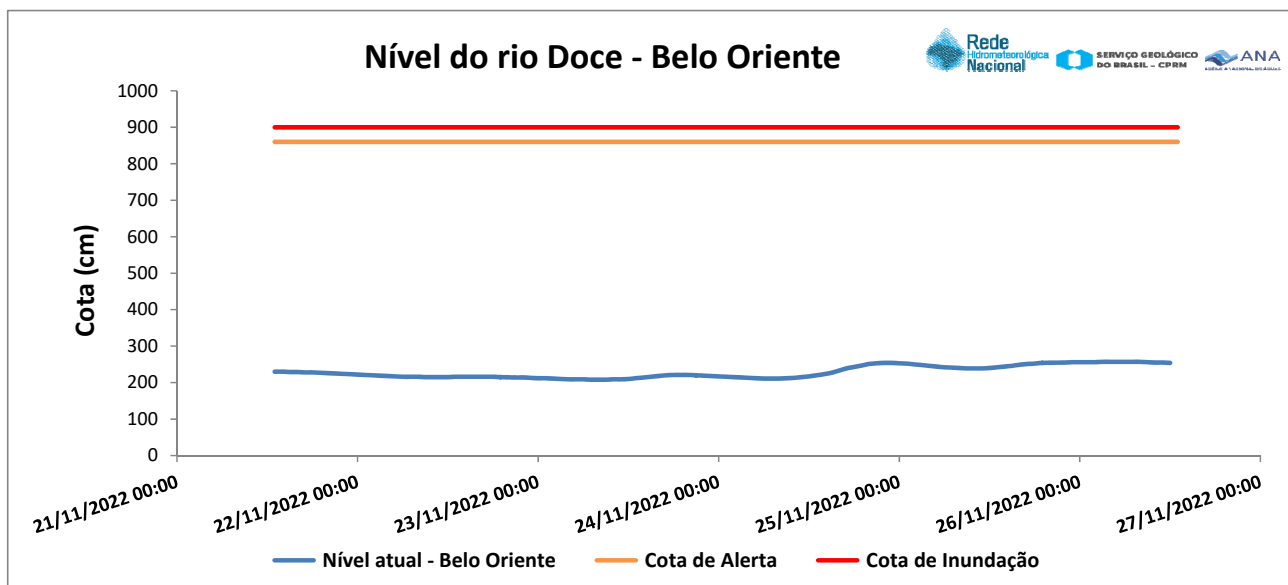 Nível do rio Doce - Belo Oriente
Rede
Hidrometeorológica
Nacional
SERVIÇO GEOLÓGICO
DO BRASIL – CPRM
ANA
Cota (cm)
1000
900
800
700
600
500
400
300
200
100
0
21/11/2022 00:00
22/11/2022 00:00
23/11/2022 00:00
24/11/2022 00:00
25/11/2022 00:00
26/11/2022 00:00
27/11/2022 00:00
Nível atual - Belo Oriente
Cota de Alerta
Cota de Inundação